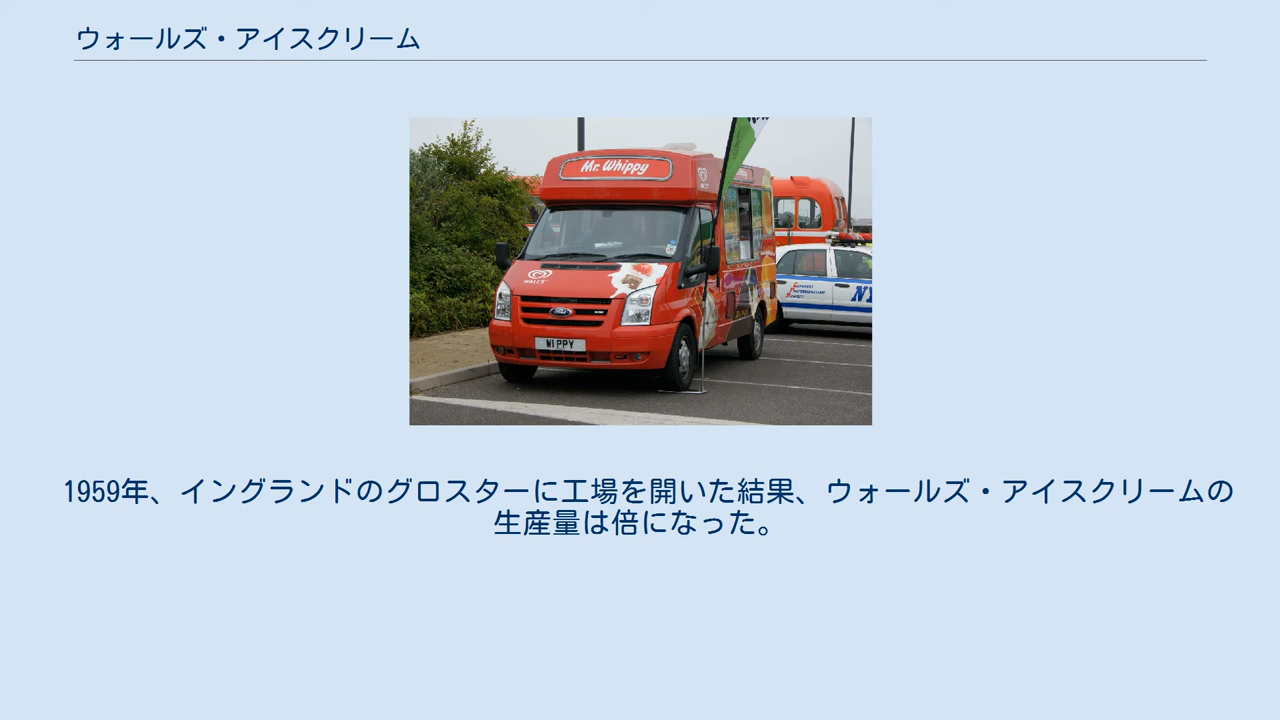 ウォールズ・アイスクリーム
Mr. Whippy
WALL'S
W1 PPY
NY
1959年、イングランドのグロスターに工場を開いた結果、ウォールズ・アイスクリームの
生産量は倍になった。